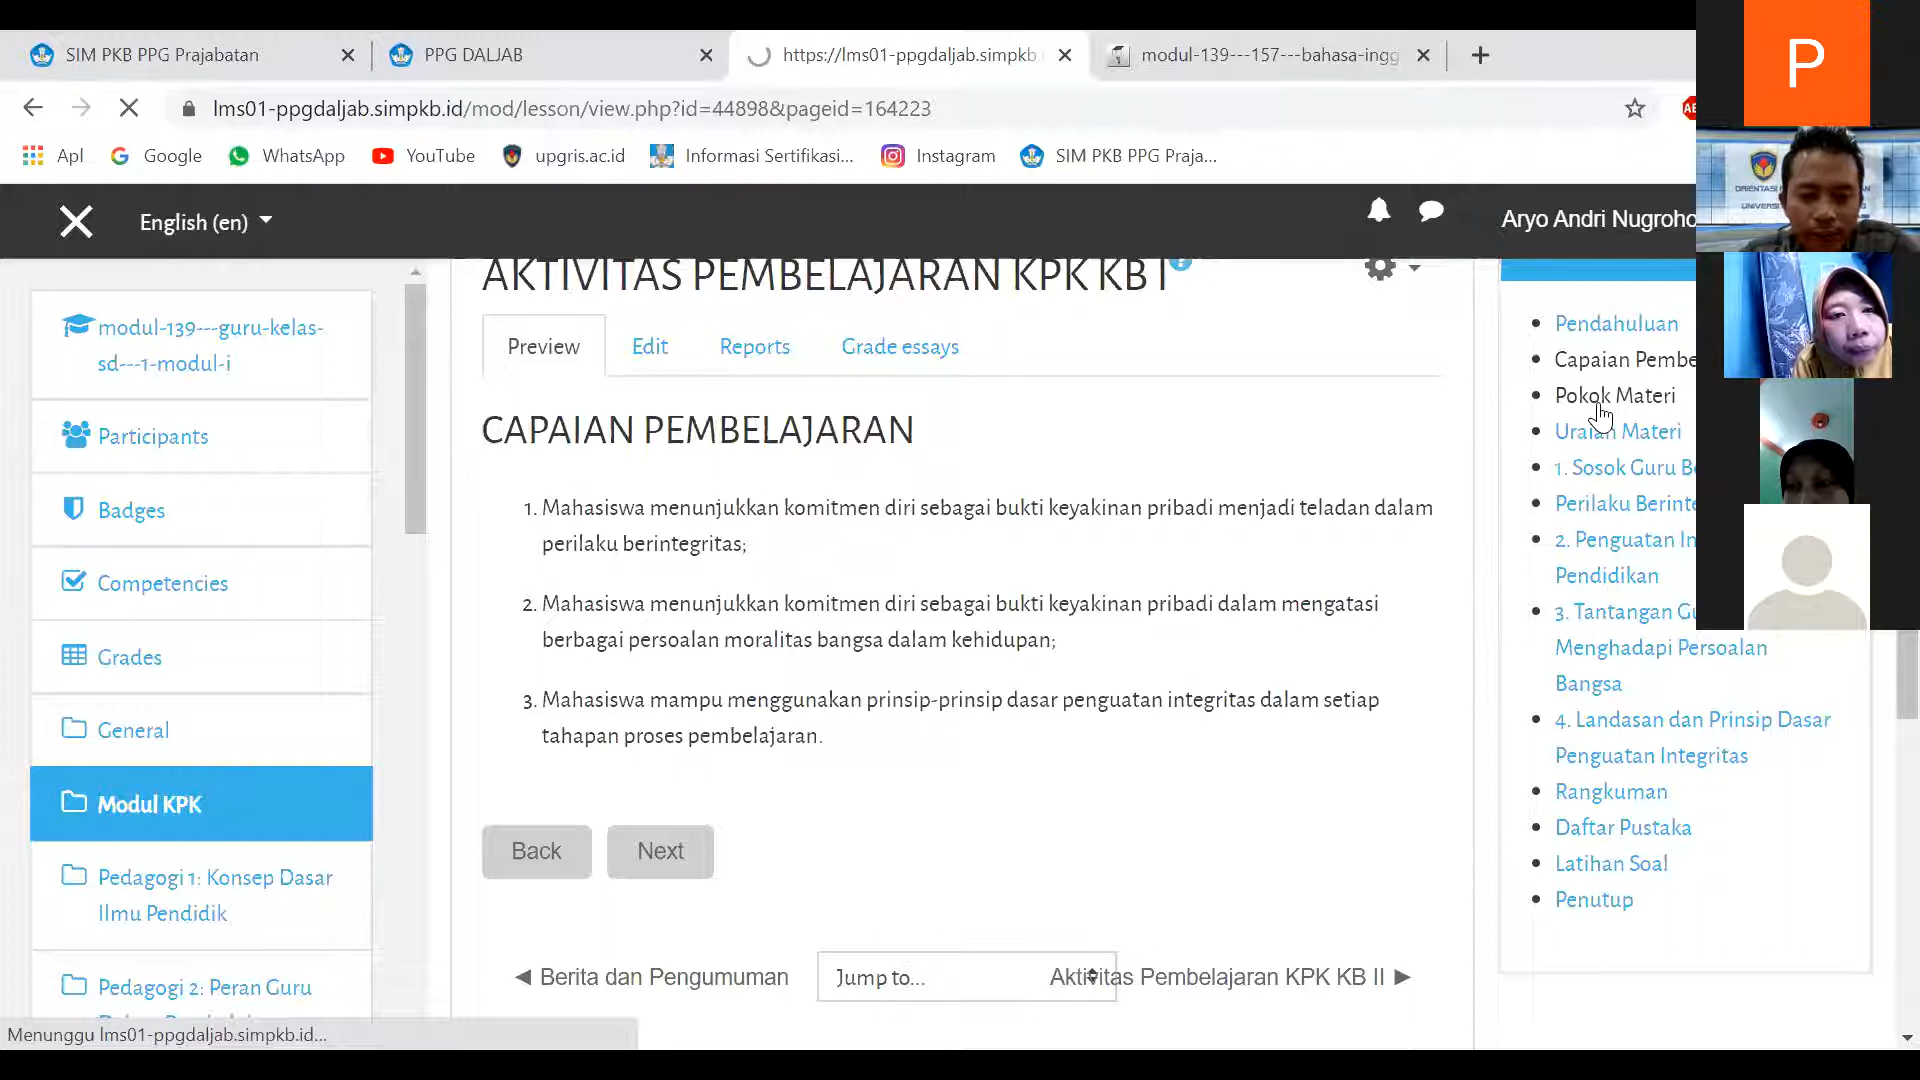 SIM PKB PPG Prajabatan
PPG DALJAB
https://lms01-ppgdaljab.simpkb.
modul-139---157---bahasa-ingg
lms01-ppgdaljab.simpkb.id/mod/lesson/view.php?id=44898&pageid=164223
Apl
Google
WhatsApp
YouTube
upgris.ac.id
Informasi Sertifikasi...
Instagram
SIM PKB PPG Praja...
P
English (en)
Aryo Andri Nugroho
modul-139---guru-kelas-
sd---1-modul-i
Participants
Badges
Competencies
Grades
General
Modul KPK
Pedagogi 1: Konsep Dasar
Ilmu Pendidik
Pedagogi 2: Peran Guru
AKTIVITAS PEMBELAJARAN KPK KB I
Preview
Edit
Reports
Grade essays
CAPAIAN PEMBELAJARAN
1. Mahasiswa menunjukkan komitmen diri sebagai bukti keyakinan pribadi menjadi teladan dalam
perilaku berintegritas;
2. Mahasiswa menunjukkan komitmen diri sebagai bukti keyakinan pribadi dalam mengatasi
berbagai persoalan moralitas bangsa dalam kehidupan;
3. Mahasiswa mampu menggunakan prinsip-prinsip dasar penguatan integritas dalam setiap
tahapan proses pembelajaran.
Back
Next
◄ Berita dan Pengumuman
Jump to...
Aktivitas Pembelajaran KPK KB II ►
Pendahuluan
Capaian Pembe
Pokok Materi
Uraian Materi
1. Sosok Guru Be
Perilaku Berinte
2. Penguatan In
Pendidikan
3. Tantangan Gu
Menghadapi Persoalan
Bangsa
4. Landasan dan Prinsip Dasar
Penguatan Integritas
Rangkuman
Daftar Pustaka
Latihan Soal
Penutup
Menunggu lms01-ppgdaljab.simpkb.id...